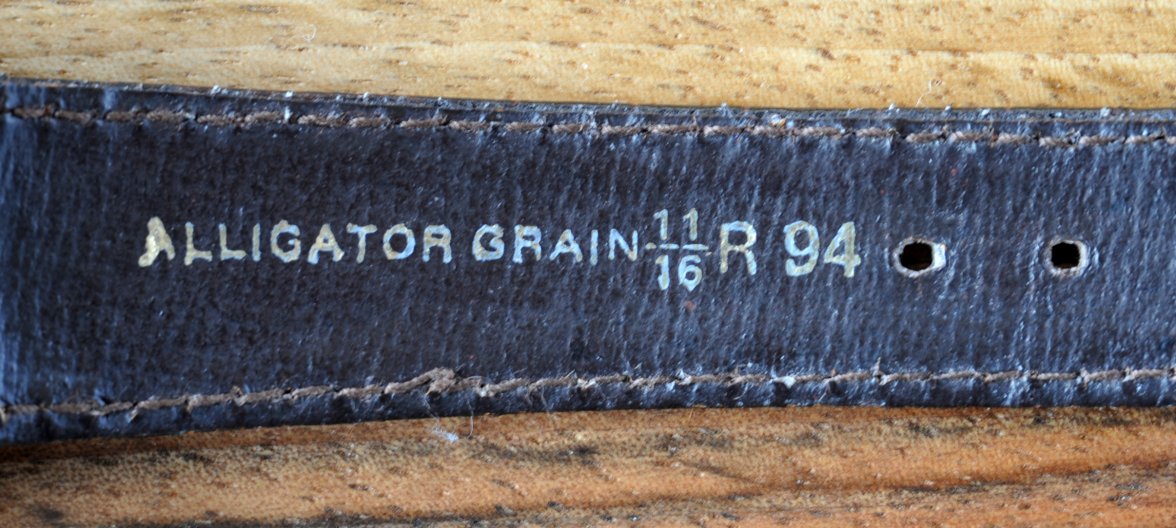 ALLIGATOR GRAIN 11/16 R 94